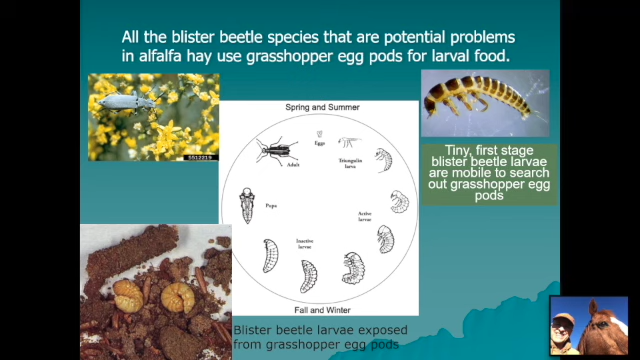 All the blister beetle species that are potential problems
in alfalfa hay use grasshopper egg pods for larval food.
Spring and Summer
Eggs
Triangulin
larva
Adult
Pupa
Active
larvae
Inactive
larvae
Fall and Winter
5512219
Tiny, first stage
blister beetle larvae
are mobile to search
out grasshopper egg
pods
Blister beetle larvae exposed
from grasshopper egg pods